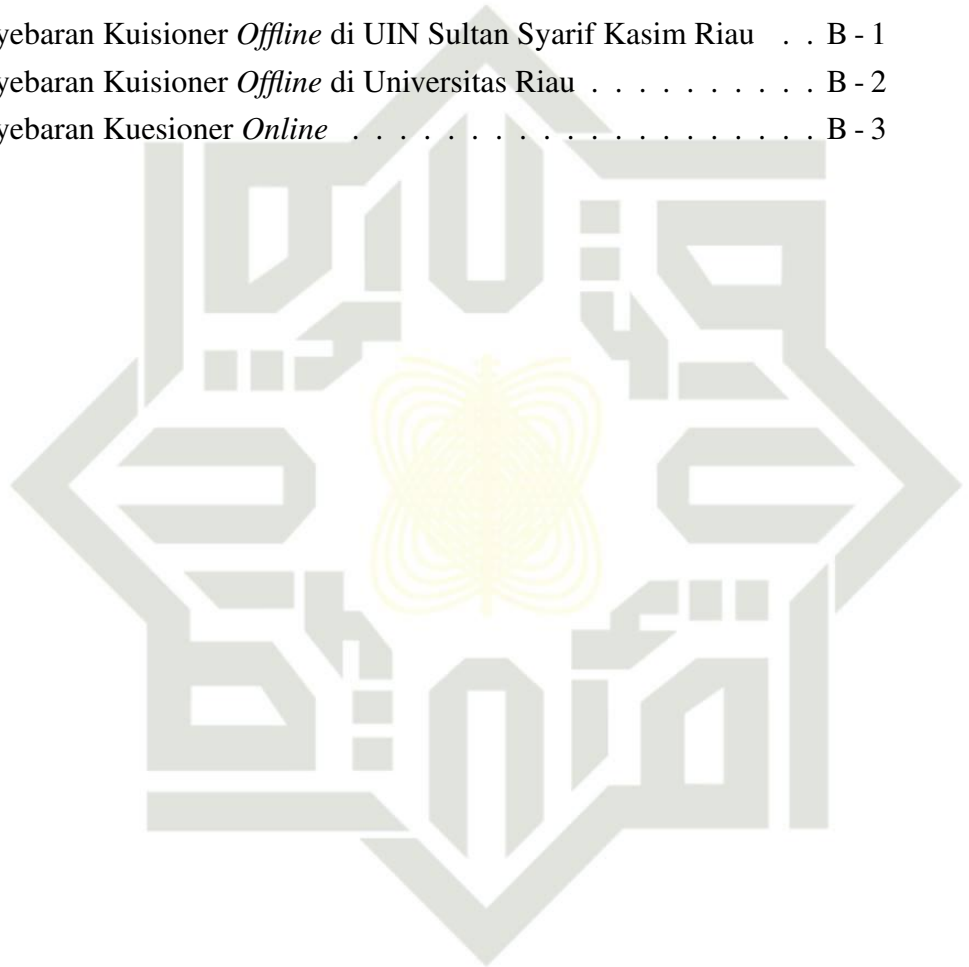 yebaran Kuisioner Offline di UIN Sultan Syarif Kasim Riau . . B - 1
yebaran Kuisioner Offline di Universitas Riau . . . . . . . . . . B - 2
yebaran Kuesioner Online . . . . . . . . . . . . . . . . . . . . B - 3